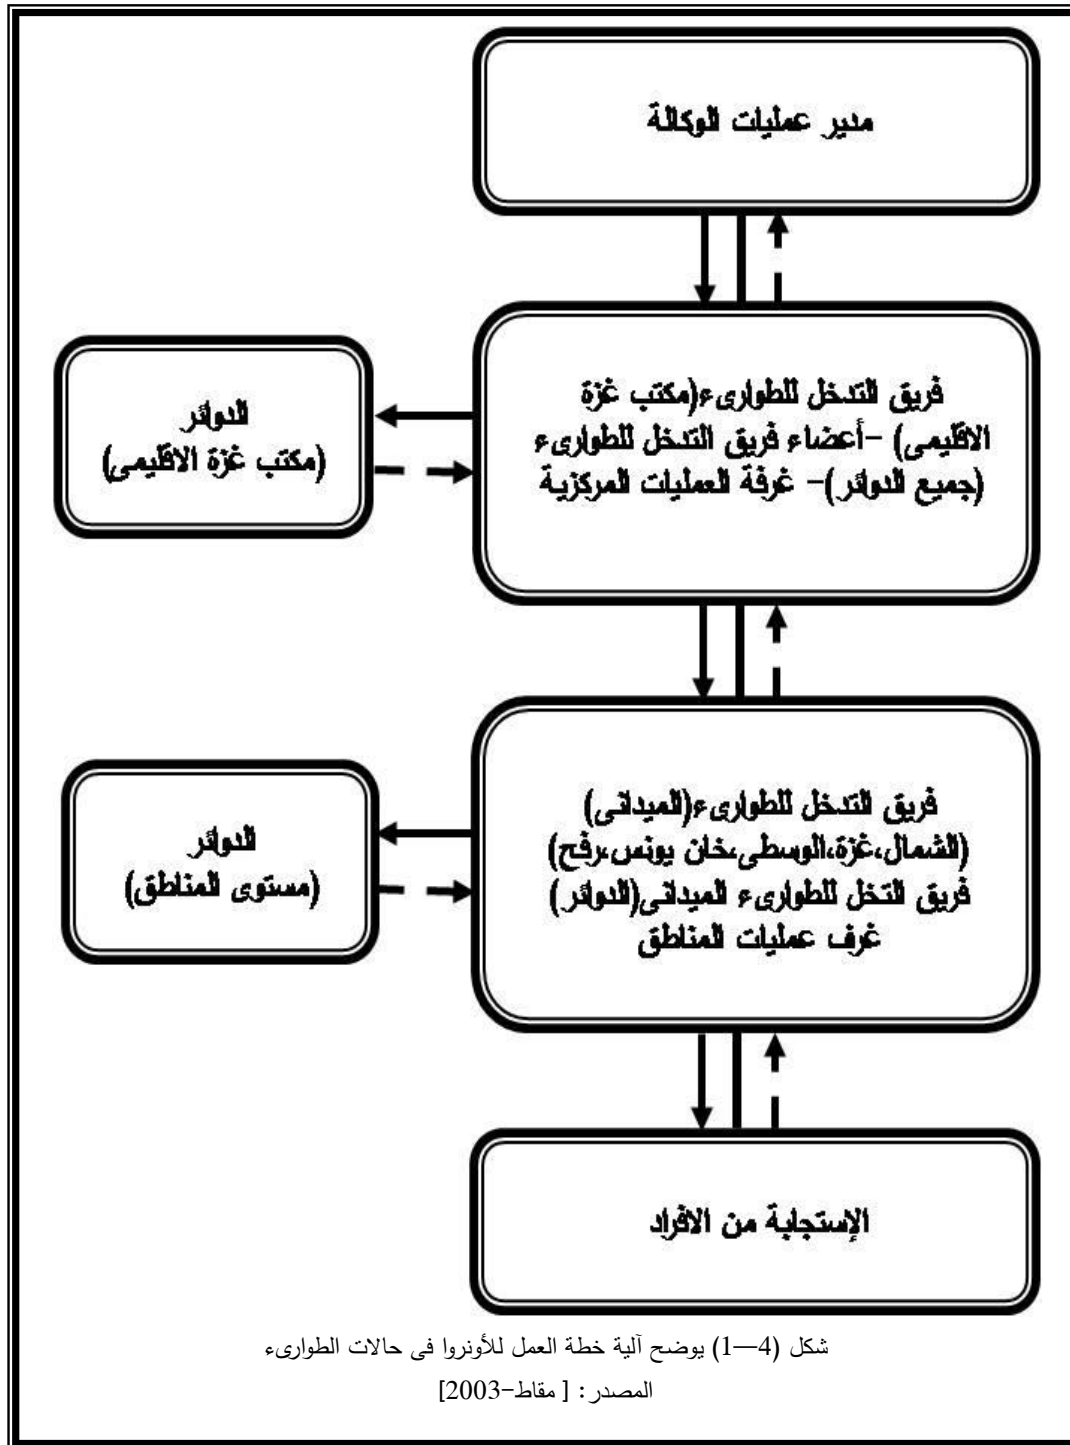 مدير عمليات الوكالة
فريق التدخل للطوارىء(مكتب غزة
الاقليمى) -أعضاء فريق التدخل للطوارىء
(جميع الدوائر)- غرفة العمليات المركزية
الدوائر
(مكتب غزة الاقليمى)
فريق التدخل للطوارىء(الميدانى)
(الشمال،غزة،الوسطى،خان يونس،رفح)
فريق التخل للطوارىء الميدانى(الدوائر)
غرف عمليات المناطق
الدوائر
(مستوى المناطق)
الإستجابة من الافراد
شكل (4—1) يوضح آلية خطة العمل للأونروا فى حالات الطوارىء
المصدر: [ مقاط-2003]